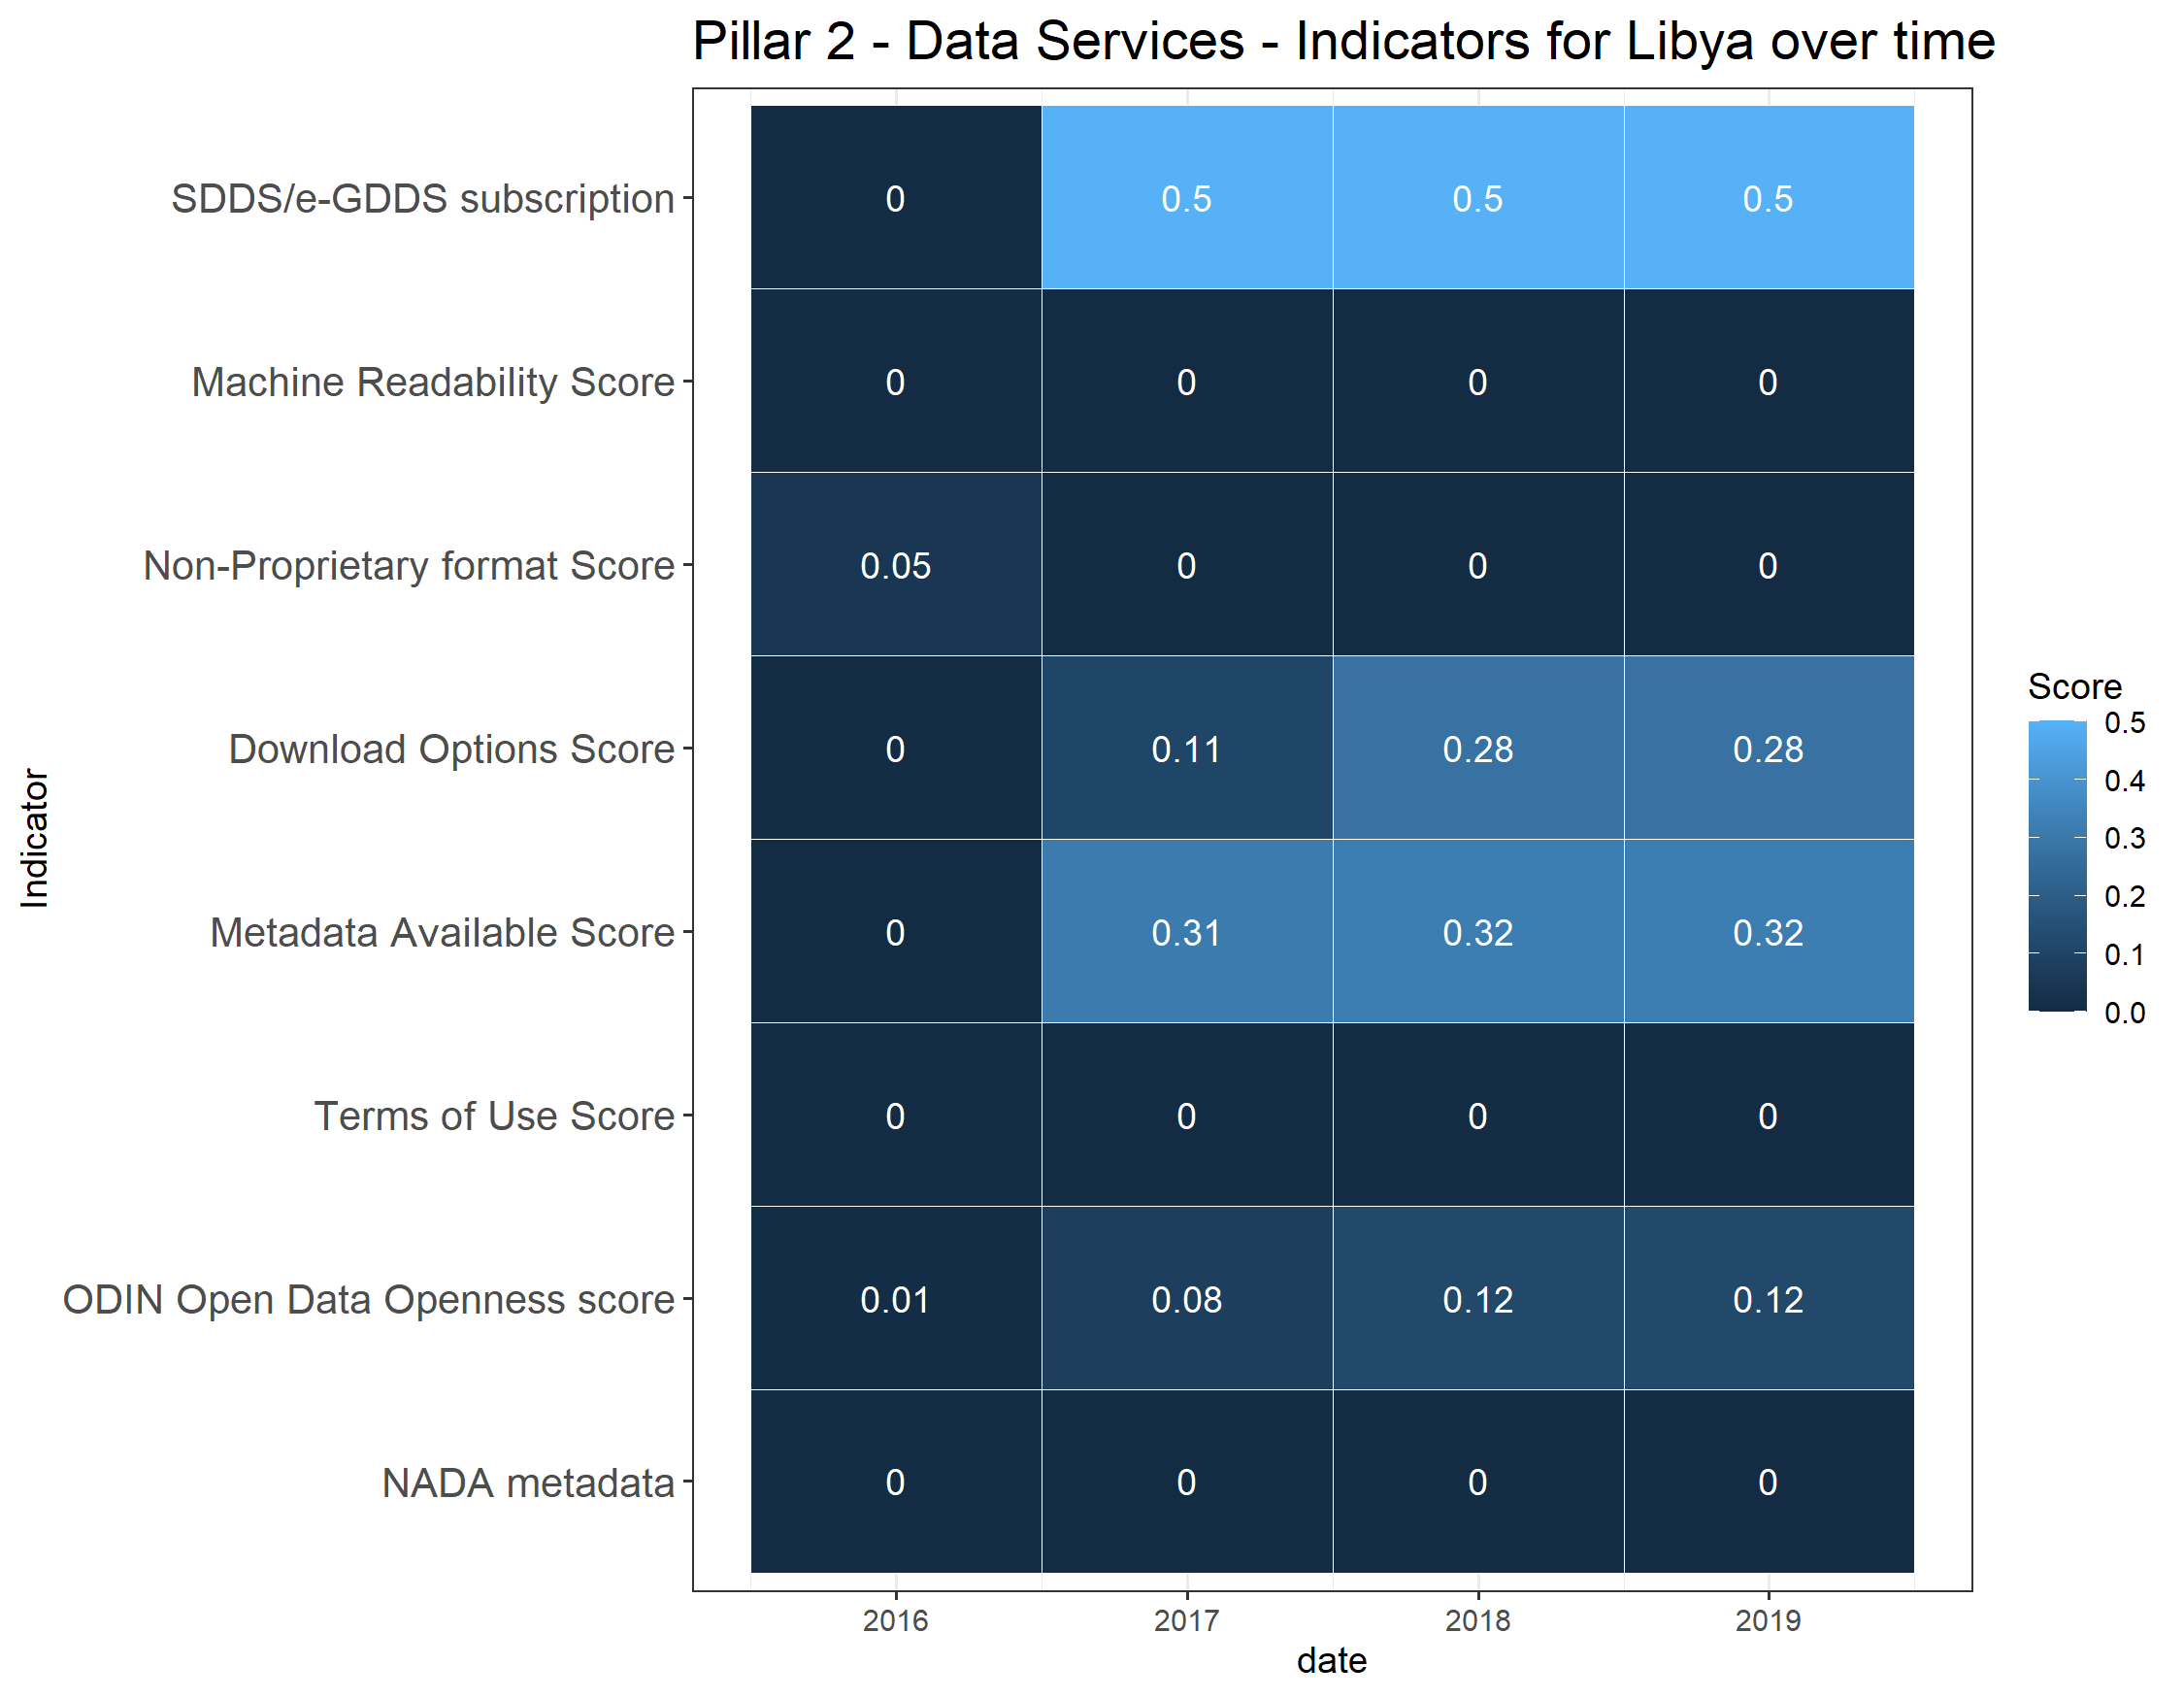 Pillar 2 - Data Services - Indicators for Libya over time
SDDS/e-GDDS subscription 0 0.5 0.5 0.5
Machine Readability Score 0 0 0 0
Non-Proprietary format Score 0.05 0 0 0
Download Options Score 0 0.11 0.28 0.28
Metadata Available Score 0 0.31 0.32 0.32
Terms of Use Score 0 0 0 0
ODIN Open Data Openness score 0.01 0.08 0.12 0.12
NADA metadata 0 0 0 0
2016 2017 2018 2019
date
Indicator
Score
0.5
0.4
0.3
0.2
0.1
0.0